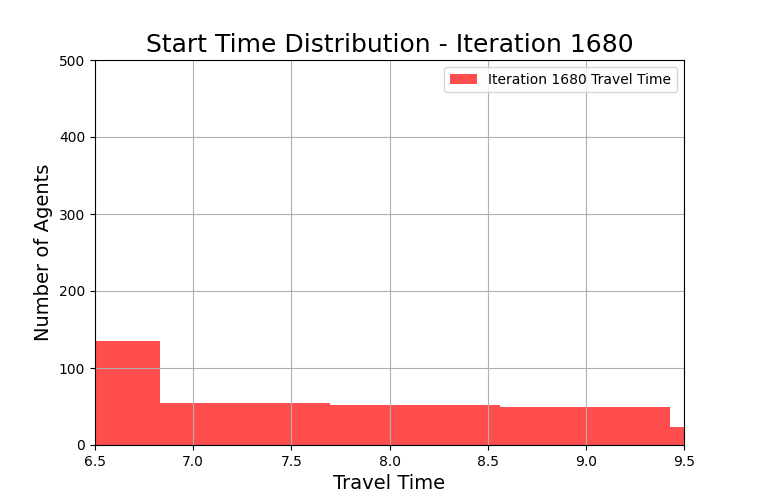 Start Time Distribution - Iteration 1680
500
400
300
200
100
0
Number of Agents
Iteration 1680 Travel Time
6.5 7.0 7.5 8.0 8.5 9.0 9.5
Travel Time